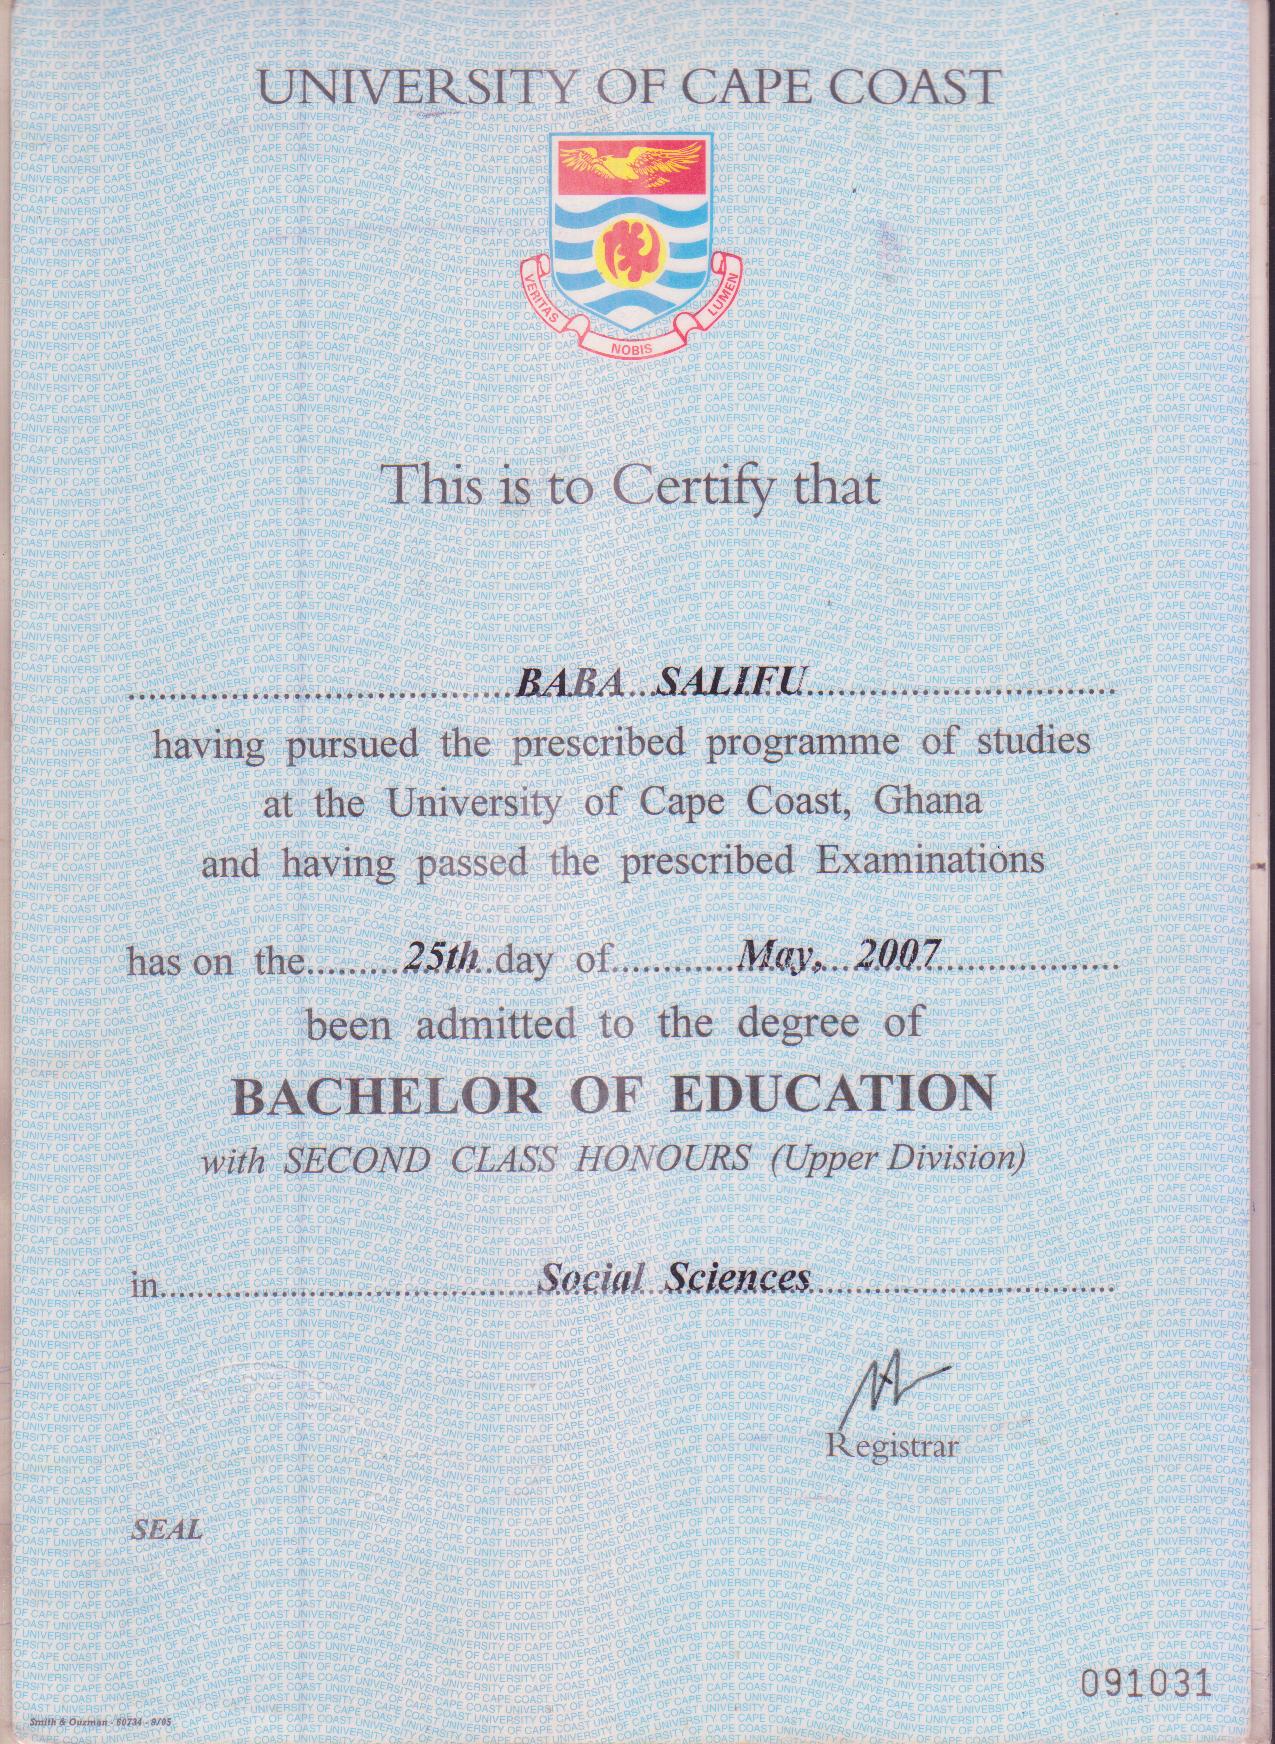 UNIVERSITY OF CAPE COAST
VERITAS
NOBIS
LUMEN
This is to Certify that
BABA SALIFU
having pursued the prescribed programme of studies
at the University of Cape Coast, Ghana
and having passed the prescribed Examinations
has on the 25th day of May, 2007
been admitted to the degree of
BACHELOR OF EDUCATION
with SECOND CLASS HONOURS (Upper Division)
in Social Sciences
Registrar
SEAL
091031
Smith & Ouzman - 60734 - 9/05